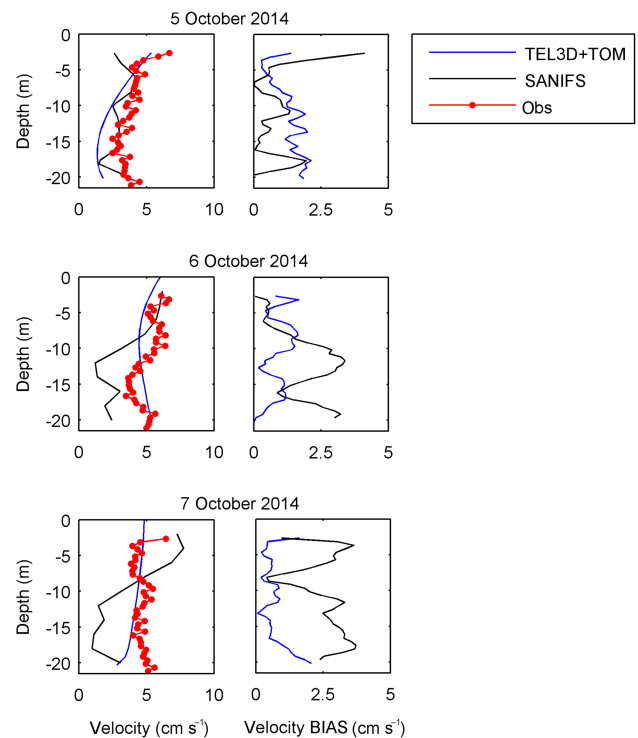 5 October 2014
TEL3D+TOM
SANIFS
Obs
Depth (m)
0
-5
-10
-15
-20
0 5 10
0 2.5 5
6 October 2014
Depth (m)
0
-5
-10
-15
-20
0 5 10
0 2.5 5
7 October 2014
Depth (m)
0
-5
-10
-15
-20
0 5 10
0 2.5 5
Velocity (cm s⁻¹)
Velocity BIAS (cm s⁻¹)